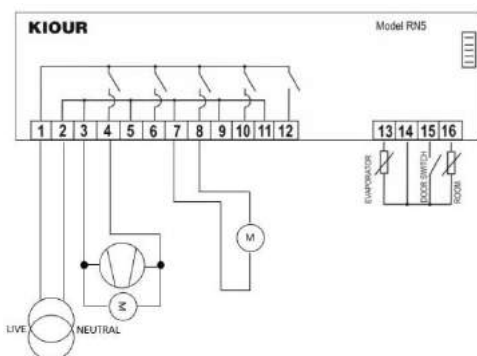 KIOUR
Model RN5
1 2 3 4 5 6 7 8 9 10 11 12
13 14 15 16
EVAPORATOR
DOOR SWITCH
ROOM
M
M
LIVE
NEUTRAL